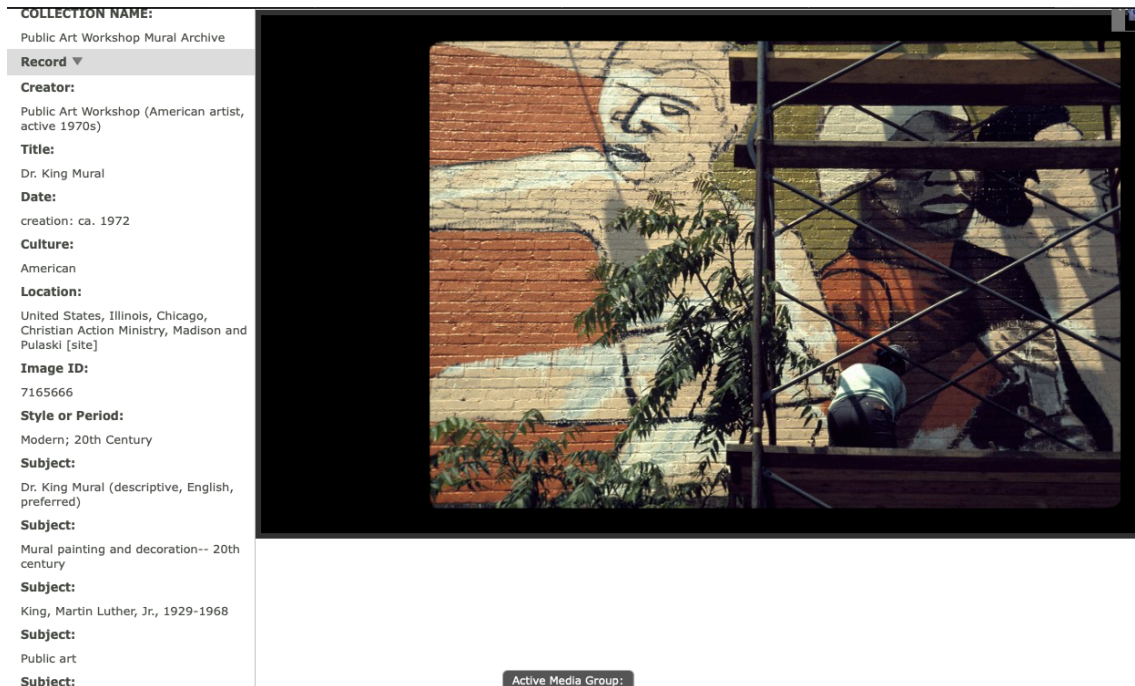 COLLECTION NAME:
Public Art Workshop Mural Archive
Record ▼
Creator:
Public Art Workshop (American artist,
active 1970s)
Title:
Dr. King Mural
Date:
creation: ca. 1972
Culture:
American
Location:
United States, Illinois, Chicago,
Christian Action Ministry, Madison and
Pulaski [site]
Image ID:
7165666
Style or Period:
Modern; 20th Century
Subject:
Dr. King Mural (descriptive, English,
preferred)
Subject:
Mural painting and decoration-- 20th
century
Subject:
King, Martin Luther, Jr., 1929-1968
Subject:
Public art
Subject:
Active Media Group: